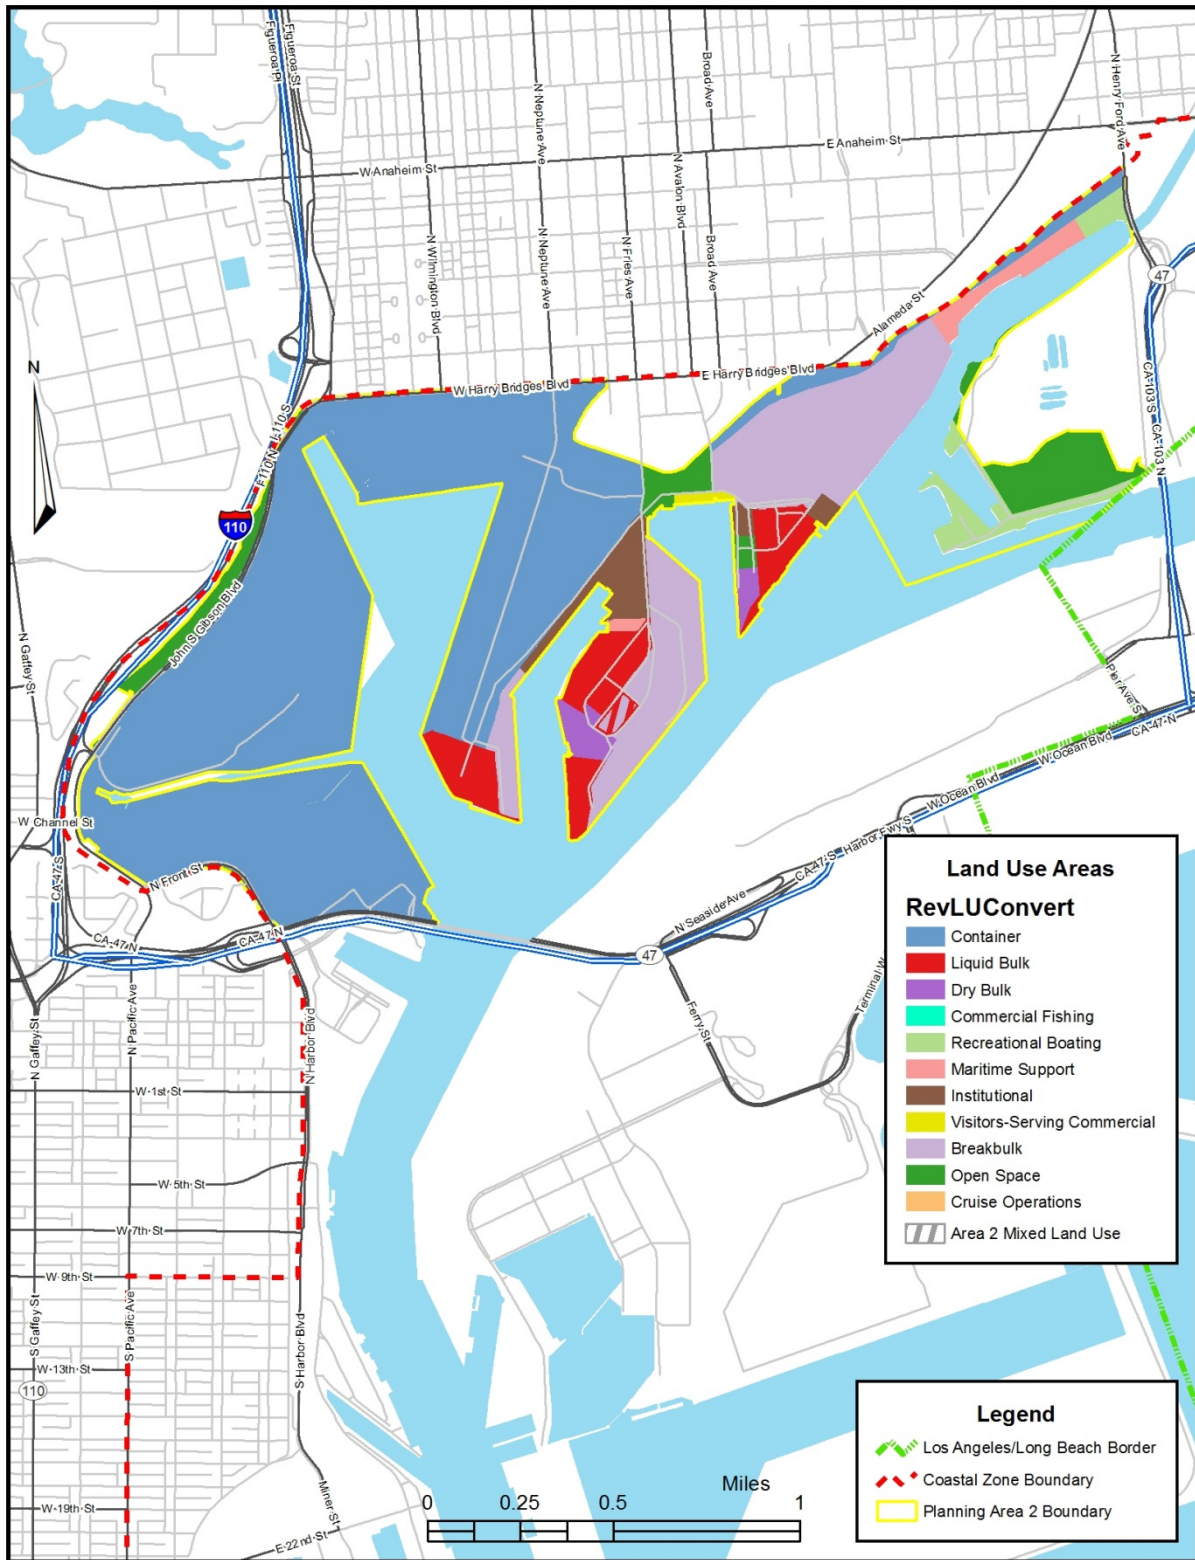 Figueroa Pl
Figueroa St
N Neptune Ave
Broad Ave
N Henry Ford Ave
E Anaheim St
W Anaheim St
N Avalon Blvd
N Wilmington Blvd
N Neptune Ave
N Fries Ave
Broad Ave
47
Alameda St
N
W Harry Bridges Blvd
E Harry Bridges Blvd
CA-103 S
CA-103 N
I-110 S
I-110 N
110
John S Gibson Blvd
N Gaffey St
Pier Ave S
CA-47 N
W Ocean Blvd
W Ocean Blvd
W Channel St
Harbor Fwy S
CA-47 S
CA-47 S
N Front St
N Seaside Ave
CA-47 N
CA-47 N
47
Ferry St
N Gaffey St
N Pacific Ave
N Harbor Blvd
W 1st St
W 5th St
W 7th St
W 9th St
S Gaffey St
S Pacific Ave
S Harbor Blvd
W 13th St
110
W 19th St
Miner St
E 22nd St
Land Use Areas
RevLUConvert
Container
Liquid Bulk
Dry Bulk
Commercial Fishing
Recreational Boating
Maritime Support
Institutional
Visitors-Serving Commercial
Breakbulk
Open Space
Cruise Operations
Area 2 Mixed Land Use
Legend
Los Angeles/Long Beach Border
Coastal Zone Boundary
Planning Area 2 Boundary
Miles
0 0.25 0.5 1